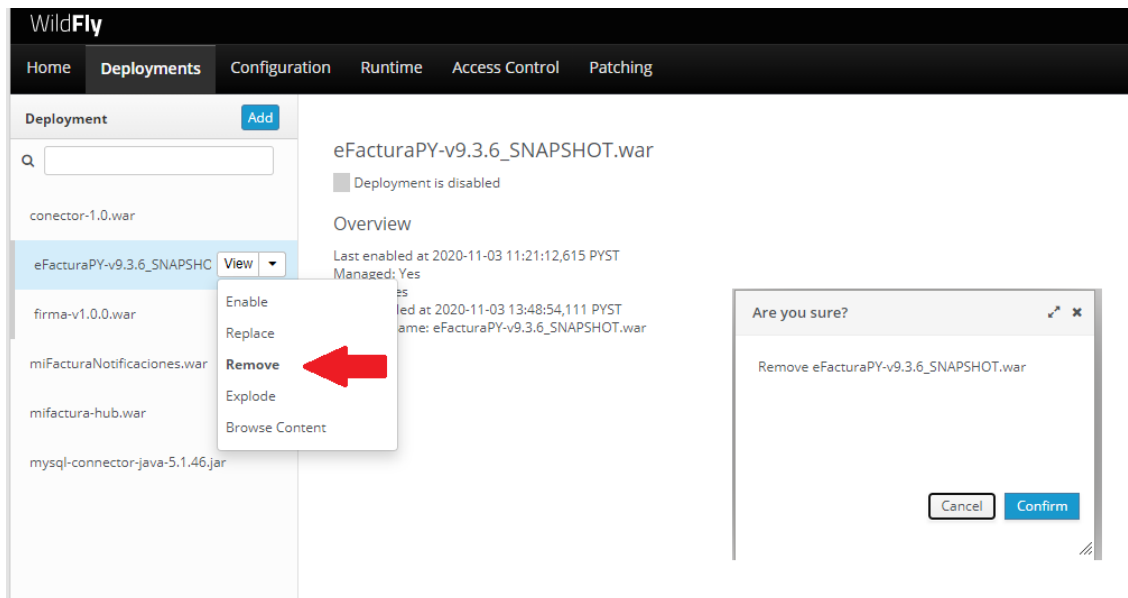 WildFly
Home Deployments Configuration Runtime Access Control Patching
Deployment Add
conector-1.0.war
eFacturaPY-v9.3.6_SNAPSHO View
firma-v1.0.0.war
miFacturaNotificaciones.war
mifactura-hub.war
mysql-connector-java-5.1.46.jar
Enable
Replace
Remove
Explode
Browse Content
eFacturaPY-v9.3.6_SNAPSHOT.war
Deployment is disabled
Overview
Last enabled at 2020-11-03 11:21:12,615 PYST
Managed: Yes
es
led at 2020-11-03 13:48:54,111 PYST
ame: eFacturaPY-v9.3.6_SNAPSHOT.war
Are you sure?
Remove eFacturaPY-v9.3.6_SNAPSHOT.war
Cancel Confirm